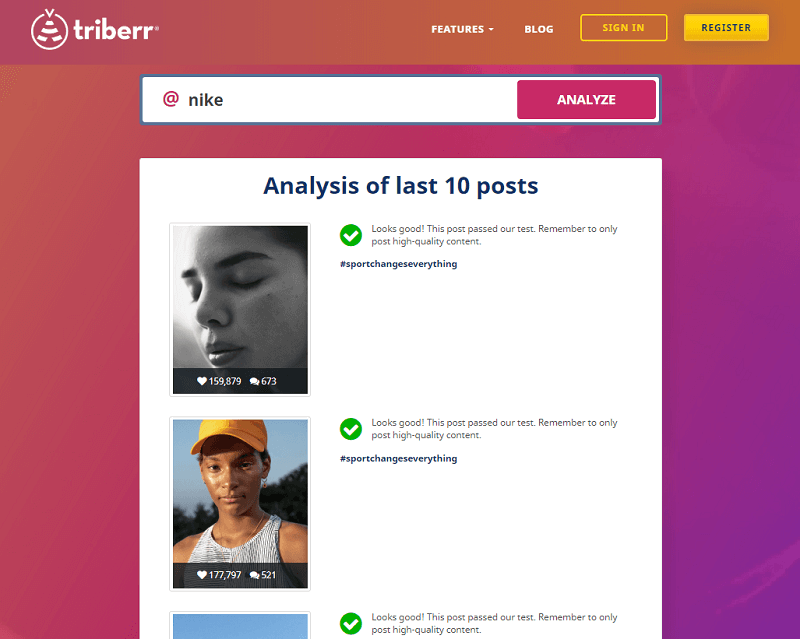 triberr®
FEATURES
BLOG
SIGN IN
REGISTER
@ nike
ANALYZE
Analysis of last 10 posts
Looks good! This post passed our test. Remember to only
post high-quality content.
#sportchangeseverything
159,879 673
Looks good! This post passed our test. Remember to only
post high-quality content.
#sportchangeseverything
177,797 521
Looks good! This post passed our test. Remember to only
post high-quality content.